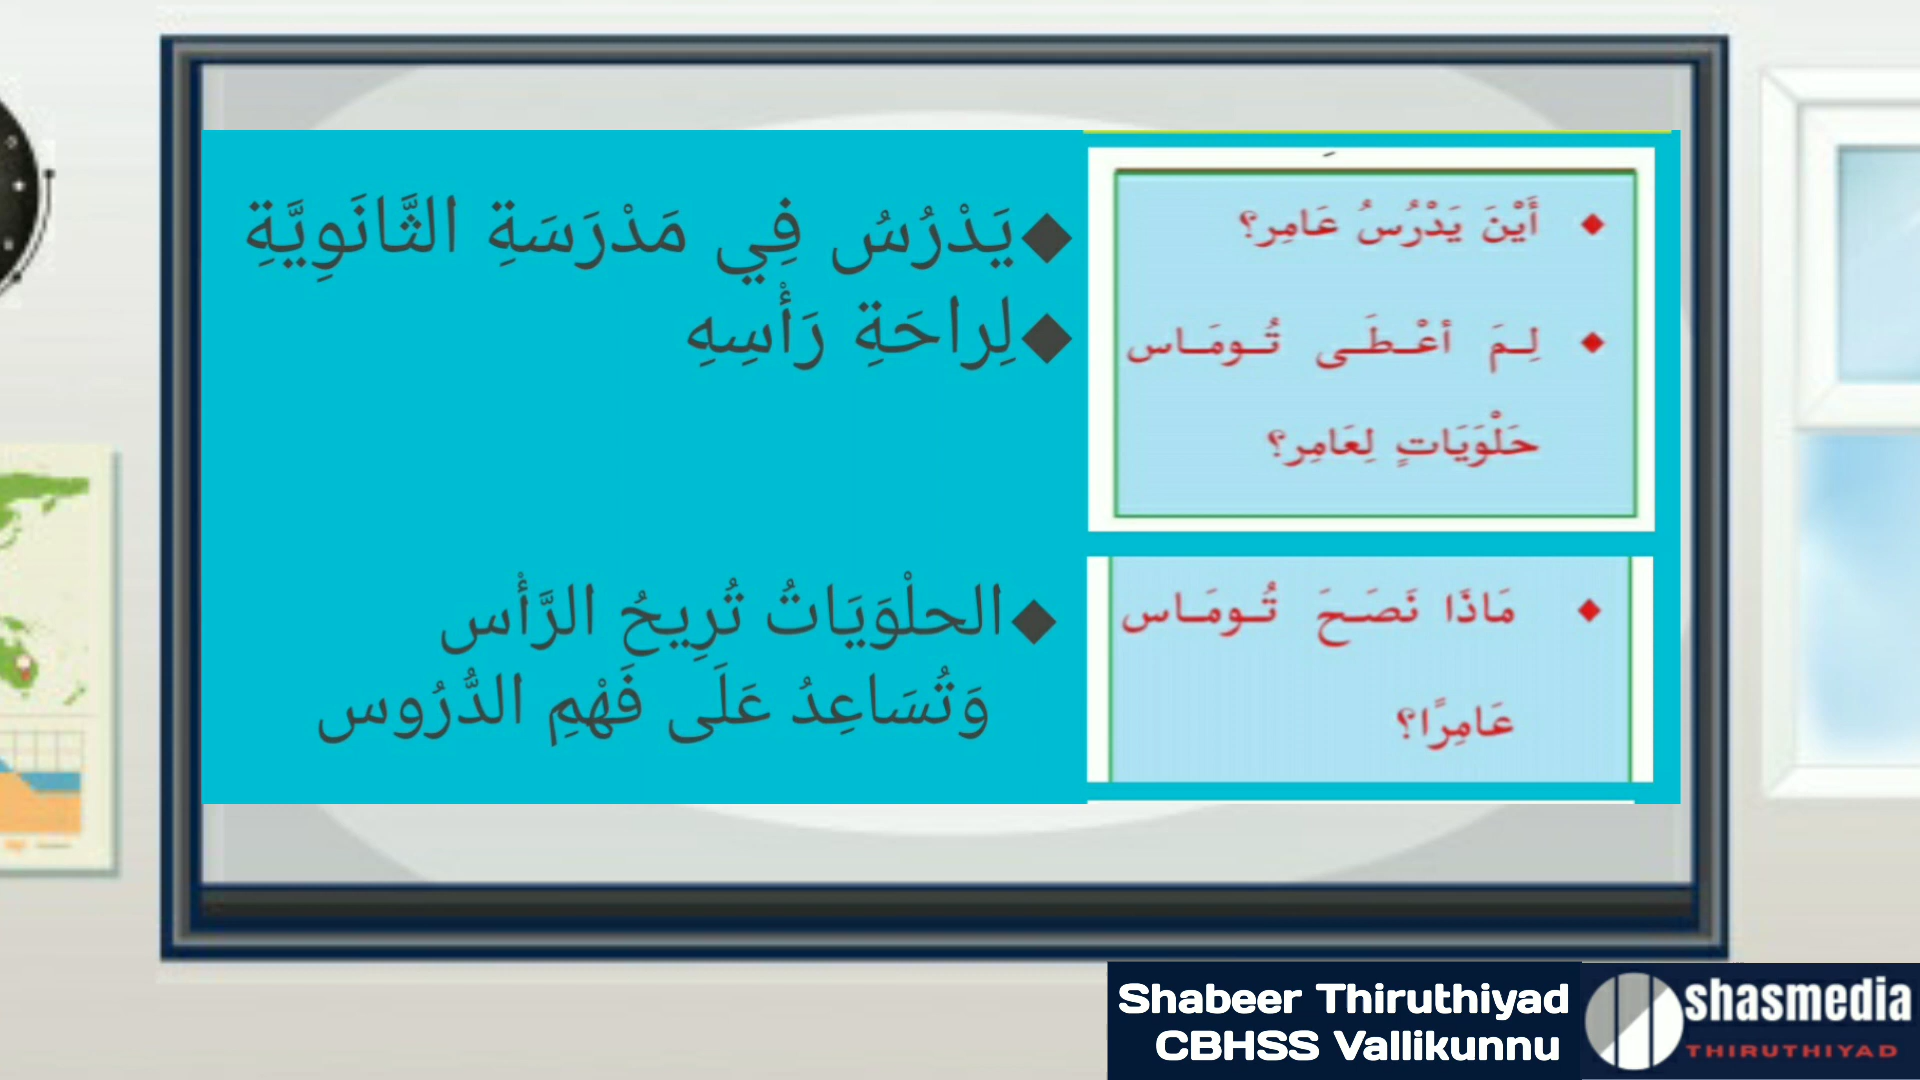 أَيْنَ يَدْرُسُ عَامِر؟
لِمَ أعْطَى تُومَاس
حَلْوَيَاتٍ لِعَامِر؟
مَاذَا نَصَحَ تُومَاس
عَامِرًا؟
يَدْرُسُ فِي مَدْرَسَةِ الثَّانَوِيَّةِ
لِراحَةِ رَأْسِهِ
الحلْوَيَاتُ تُرِيحُ الرَّأْس
وَتُسَاعِدُ عَلَى فَهْمِ الدُّرُوس
Shabeer Thiruthiyad
CBHSS Vallikunnu
shasmedia
THIRUTHIYAD